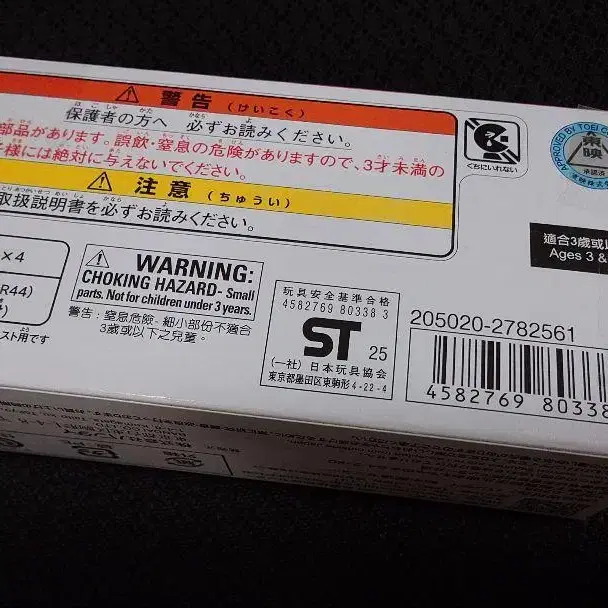 警告 (けいこく)
保護者の方へ 必ずお読みください。
部品があります。誤飲・窒息の危険がありますので、3才未満の
様には絶対に与えないでください。
注意 (ちゅうい)
取扱説明書を必ずお読みください。
くちにいれない
APPROVED BY TOEI
東映
承認済
適合3歲或以
Ages 3 &
×4
R44)
スト用です
WARNING:
CHOKING HAZARD- Small
parts. Not for children under 3 years.
警告:窒息危險-細小部份不適合
3歲或以下之兒童。
玩具安全基準合格
4582769 80338 3
ST 25
(一社)日本玩具協会
東京都墨田区東駒形4-22-4
205020-2782561
4 582769 80338